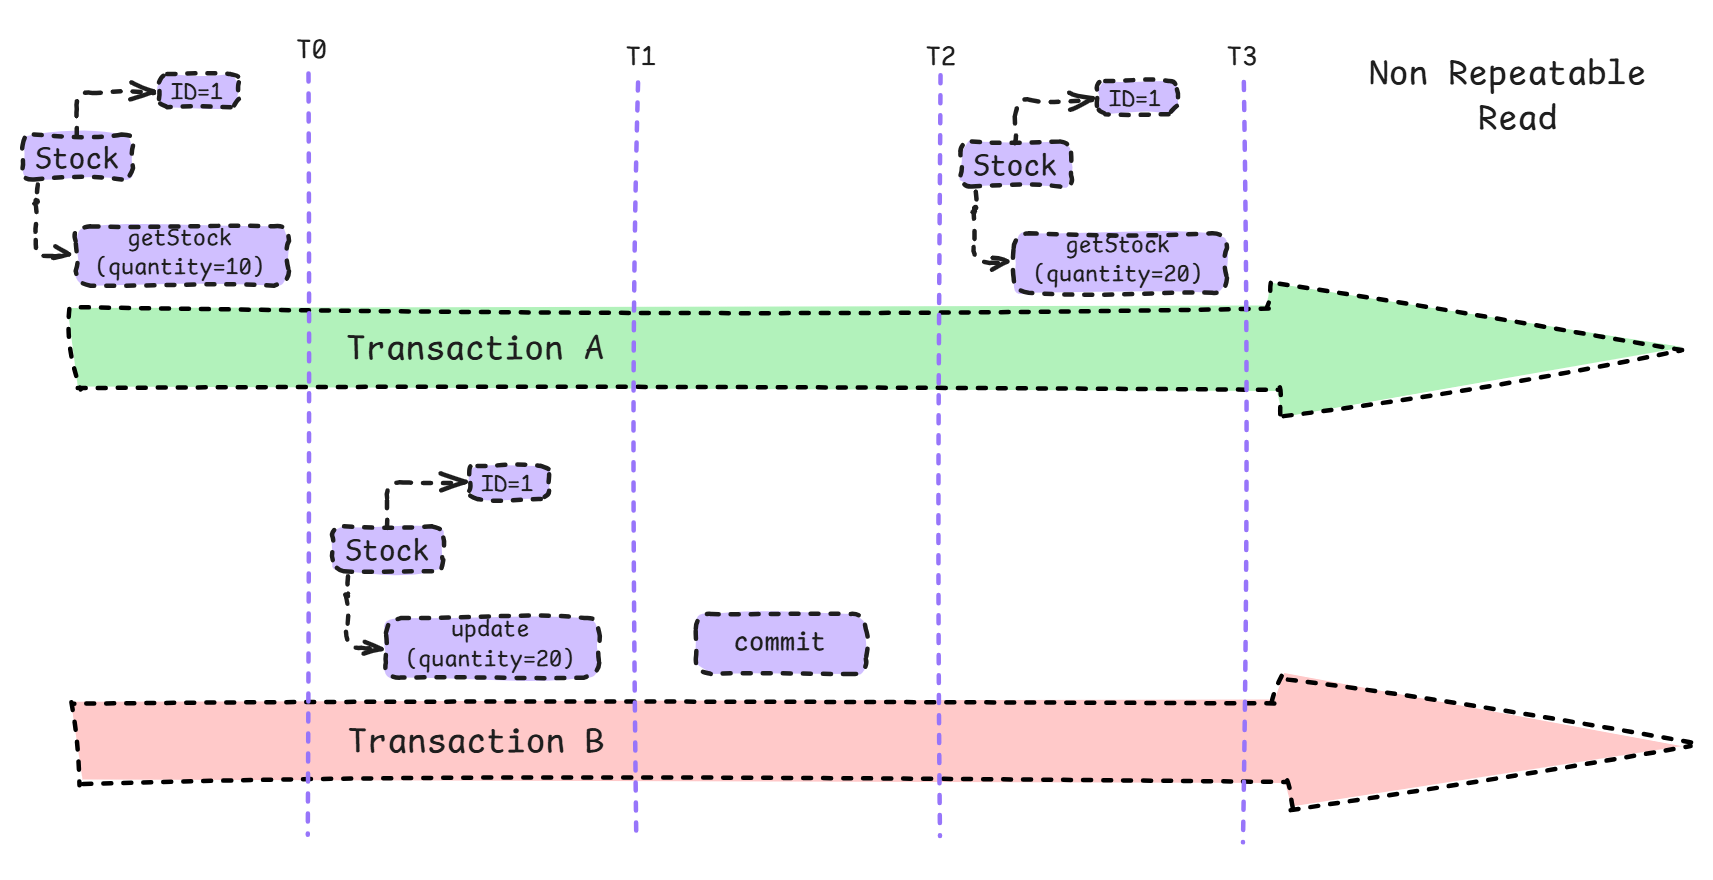 T0
T1
T2
T3
Non Repeatable
Read
ID=1
Stock
getStock
(quantity=10)
ID=1
Stock
getStock
(quantity=20)
Transaction A
ID=1
Stock
update
(quantity=20)
commit
Transaction B